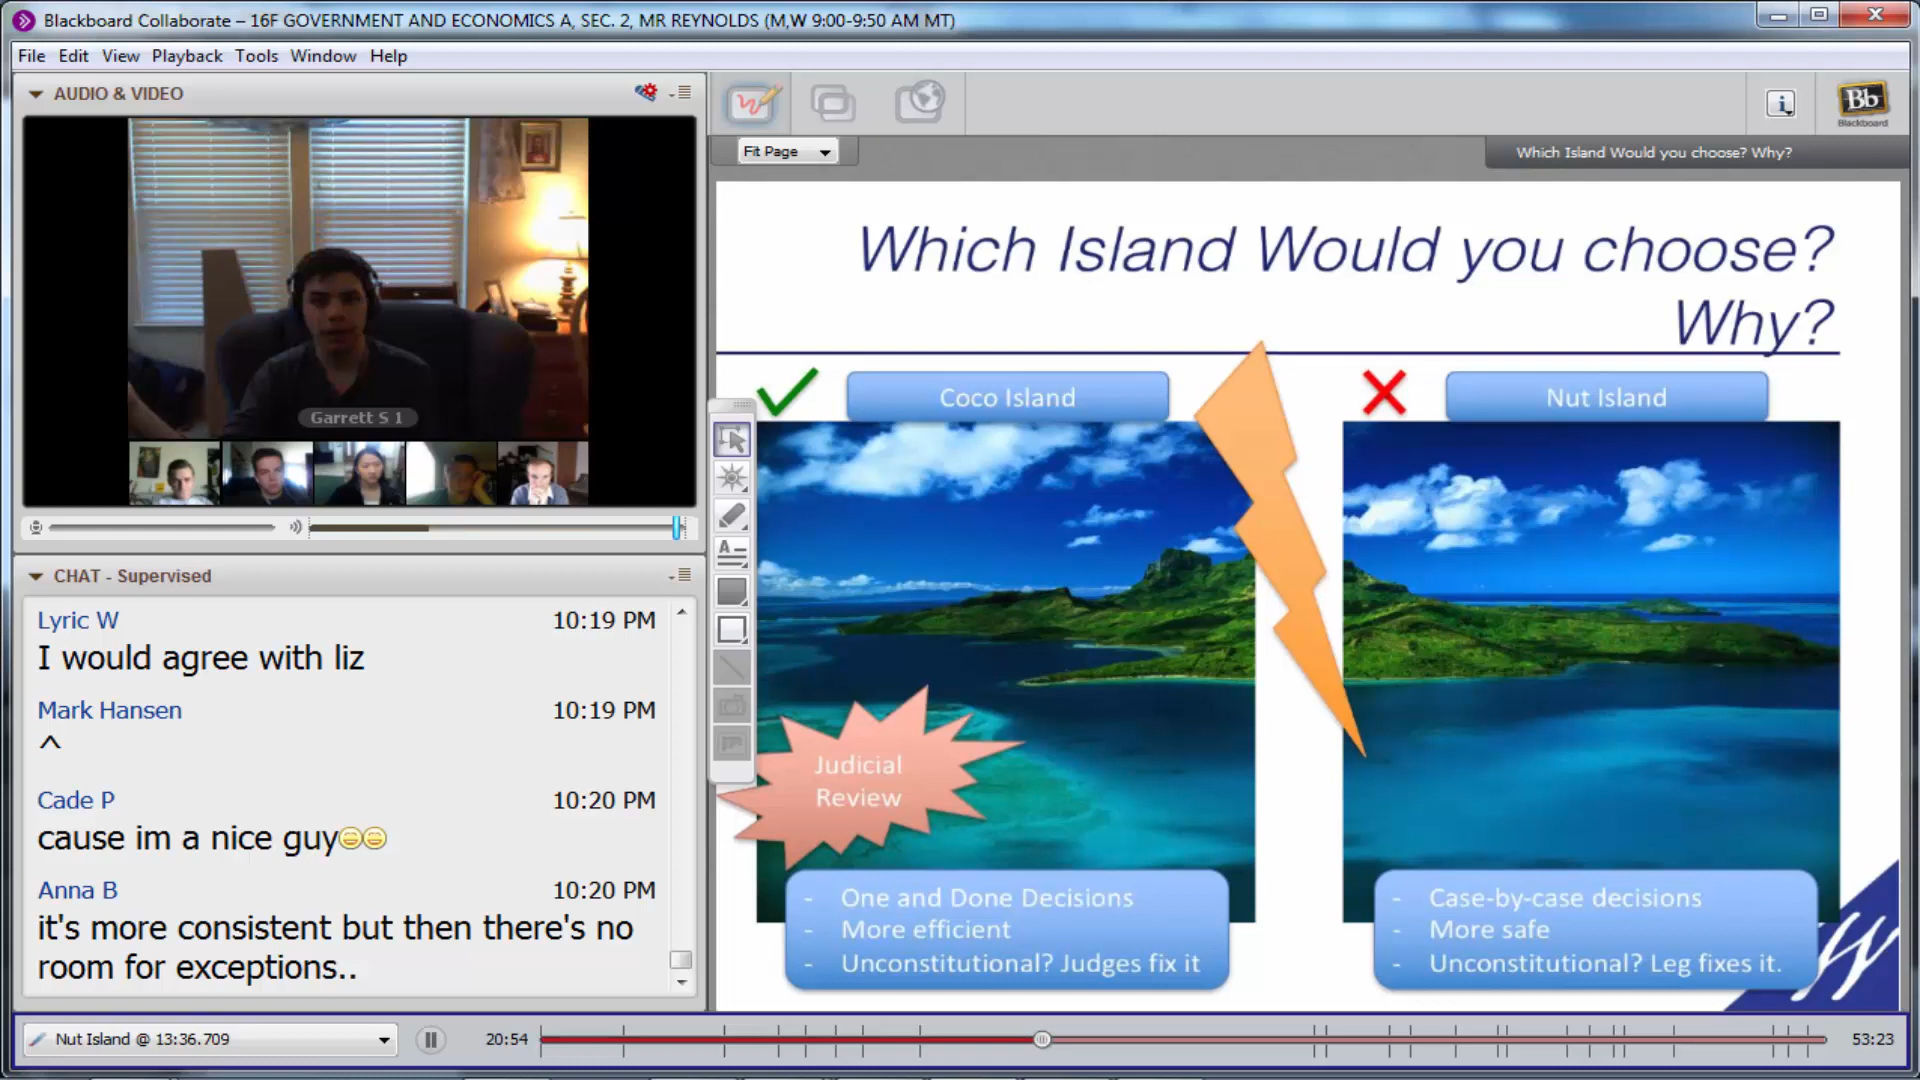 Blackboard Collaborate – 16F GOVERNMENT AND ECONOMICS A, SEC. 2, MR REYNOLDS (M,W 9:00-9:50 AM MT)
File Edit View Playback Tools Window Help
AUDIO & VIDEO
Garrett S 1
CHAT - Supervised
Lyric W 10:19 PM
I would agree with liz
Mark Hansen 10:19 PM
^
Cade P 10:20 PM
cause im a nice guy
Anna B 10:20 PM
it's more consistent but then there's no
room for exceptions..
Bb
Blackboard
Fit Page
Which Island Would you choose? Why?
Which Island Would you choose?
Why?
Coco Island
Nut Island
Judicial
Review
- One and Done Decisions
- More efficient
- Unconstitutional? Judges fix it
- Case-by-case decisions
- More safe
- Unconstitutional? Leg fixes it.
W
Nut Island @ 13:36.709
20:54
53:23